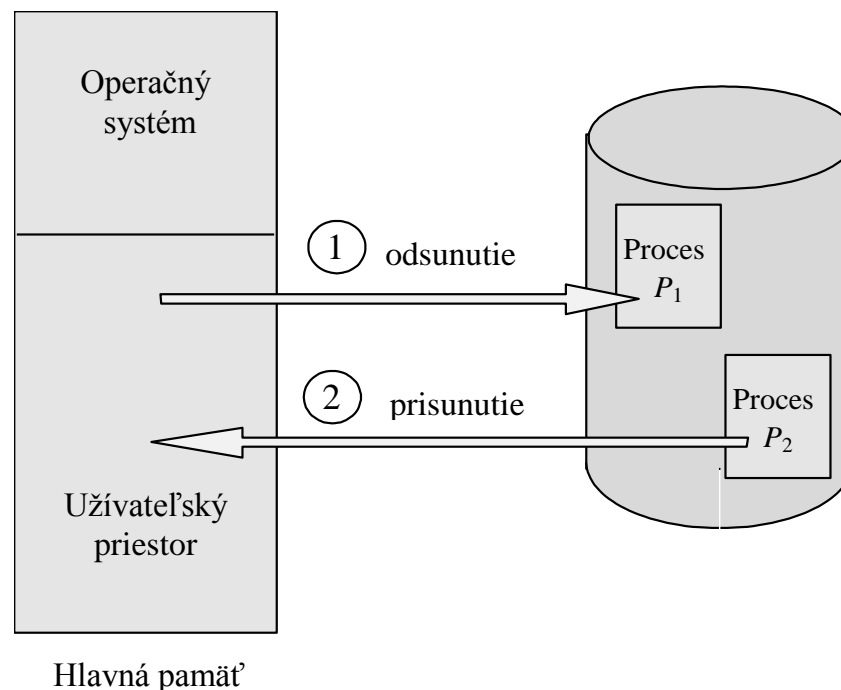 Operačný
systém
1 odsunutie
Proces
P1
2 prisunutie
Proces
P2
Užívateľský
priestor
Hlavná pamäť